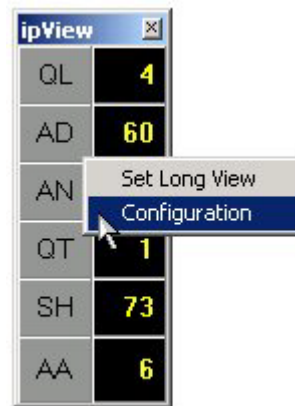 ipView
QL 4
AD 60
AN
Set Long View
Configuration
QT 1
SH 73
AA 6